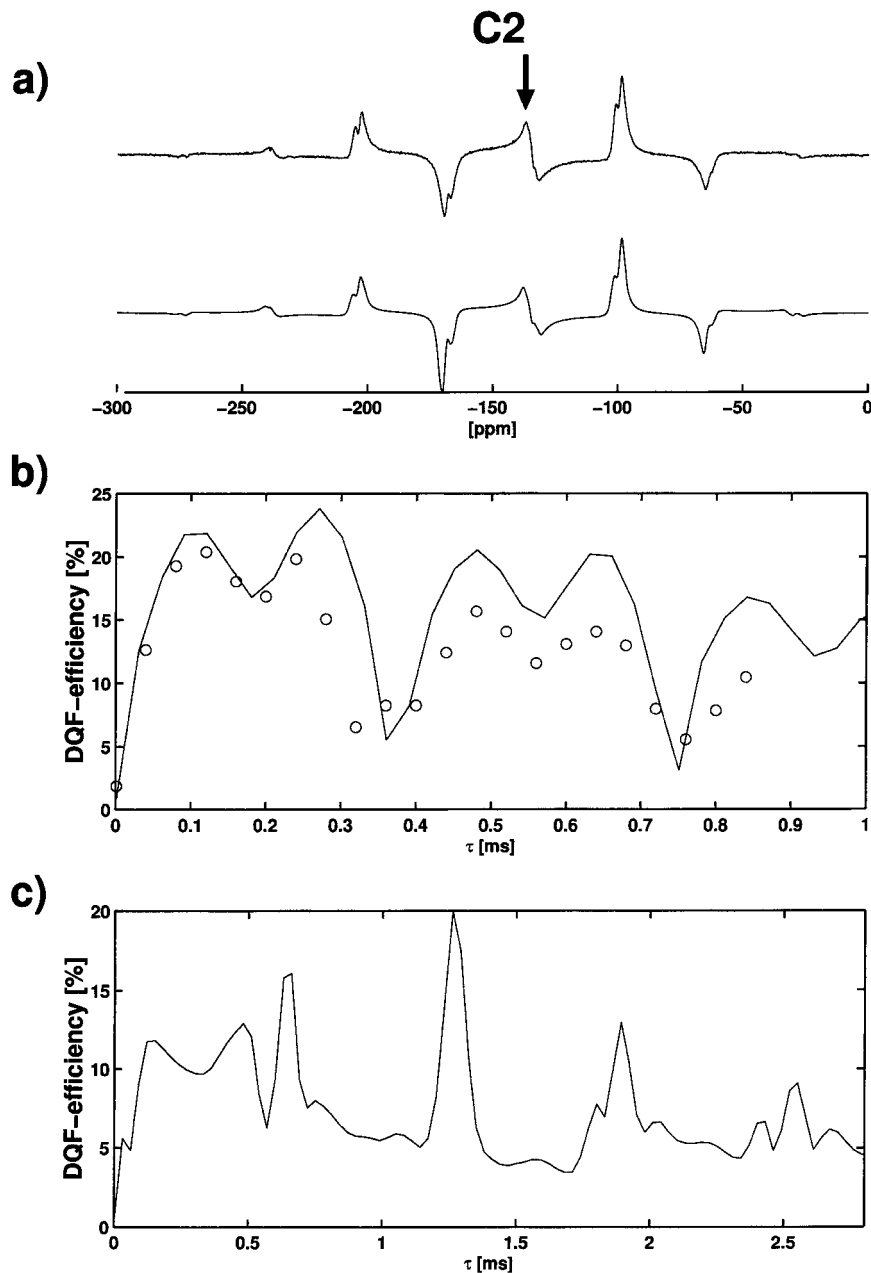 C2
a)
−300 −250 −200 −150 −100 −50 0
[ppm]
b)
DQF−efficiency [%]
25
20
15
10
5
0
0 0.1 0.2 0.3 0.4 0.5 0.6 0.7 0.8 0.9 1
τ [ms]
c)
DQF−efficiency [%]
20
15
10
5
0
0 0.5 1 1.5 2 2.5
τ [ms]